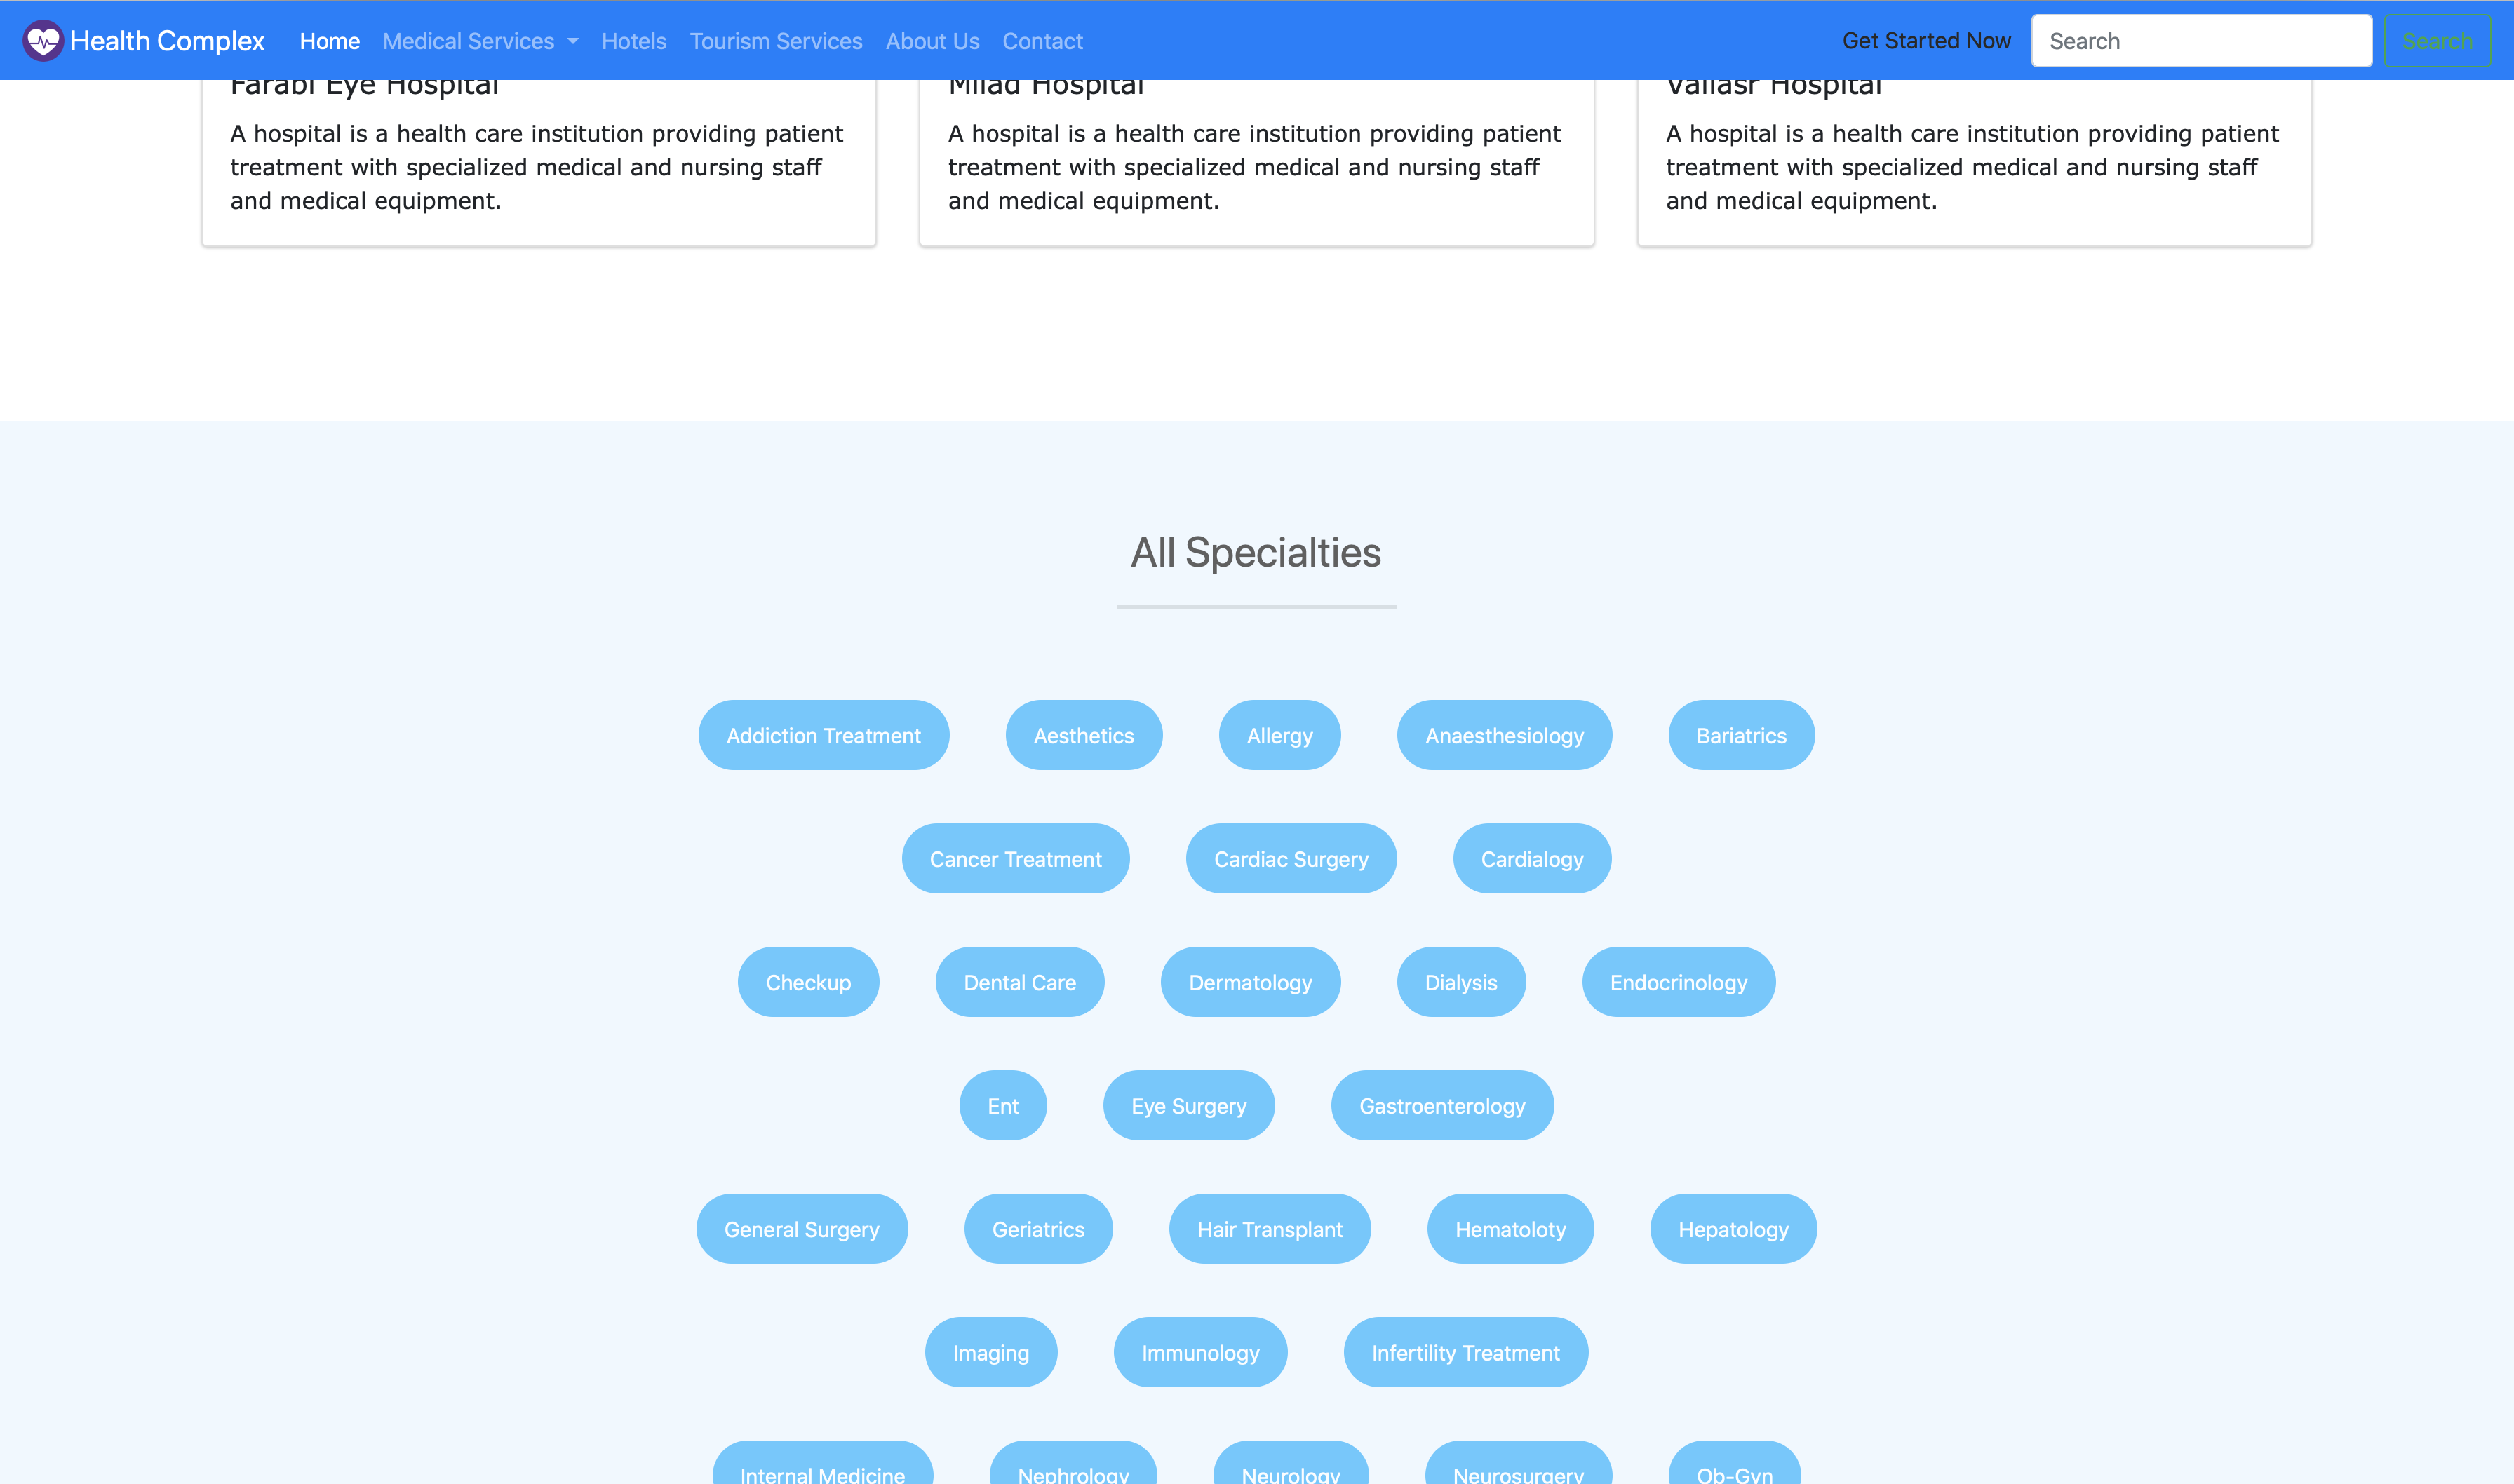 Health Complex Home Medical Services Hotels Tourism Services About Us Contact Get Started Now Search Search
Farabi Eye Hospital
A hospital is a health care institution providing patient
treatment with specialized medical and nursing staff
and medical equipment.
Milad Hospital
A hospital is a health care institution providing patient
treatment with specialized medical and nursing staff
and medical equipment.
Valiasr Hospital
A hospital is a health care institution providing patient
treatment with specialized medical and nursing staff
and medical equipment.
All Specialties
Addiction Treatment Aesthetics Allergy Anaesthesiology Bariatrics
Cancer Treatment Cardiac Surgery Cardialogy
Checkup Dental Care Dermatology Dialysis Endocrinology
Ent Eye Surgery Gastroenterology
General Surgery Geriatrics Hair Transplant Hematoloty Hepatology
Imaging Immunology Infertility Treatment
Internal Medicine Nephrology Neurology Neurosurgery Ob-Gyn